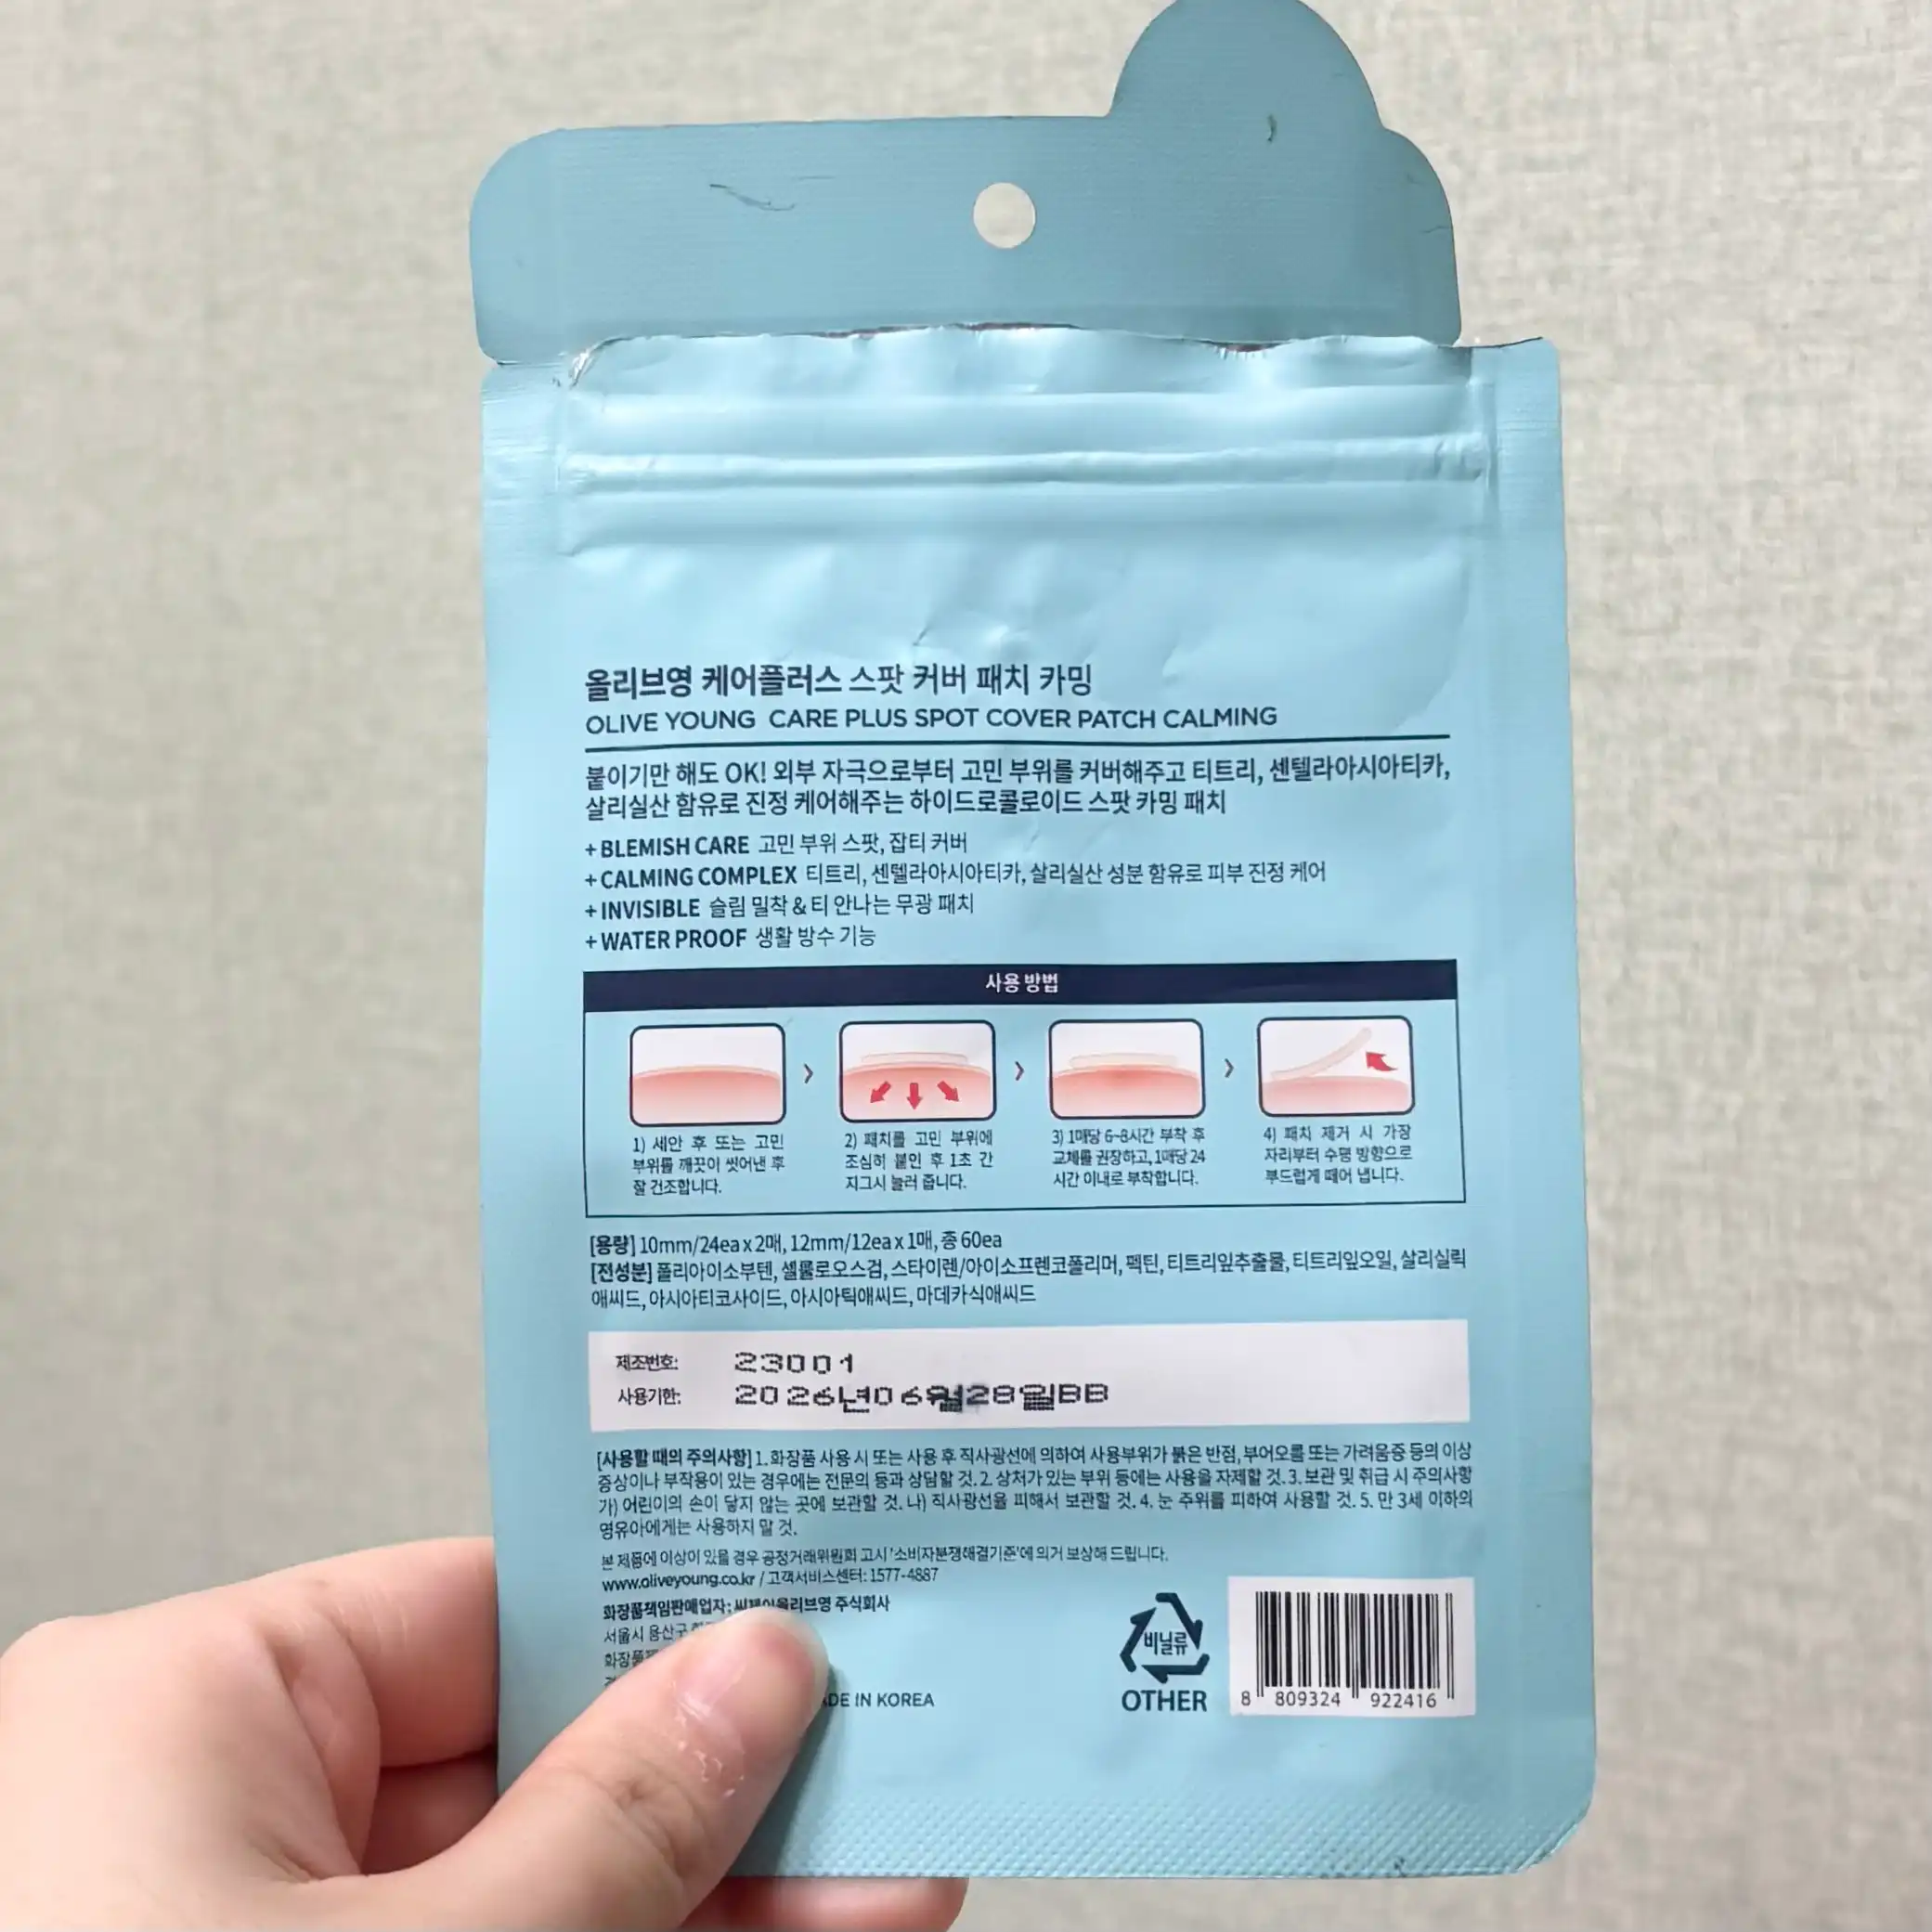 올리브영 케어플러스 스팟 커버 패치 카밍
OLIVE YOUNG CARE PLUS SPOT COVER PATCH CALMING
붙이기만 해도 OK! 외부 자극으로부터 고민 부위를 커버해주고 티트리, 센텔라아시아티카,
살리실산 함유로 진정 케어해주는 하이드로콜로이드 스팟 카밍 패치
+ BLEMISH CARE 고민 부위 스팟, 잡티 커버
+ CALMING COMPLEX 티트리, 센텔라아시아티카, 살리실산 성분 함유로 피부 진정 케어
+ INVISIBLE 슬림 밀착 & 티 안나는 무광 패치
+ WATER PROOF 생활 방수 기능
사용 방법
1) 세안 후 또는 고민
부위를 깨끗이 씻어낸 후
잘 건조합니다.
2) 패치를 고민 부위에
조심히 붙인 후 1초 간
지그시 눌러 줍니다.
3) 1매당 6~8시간 부착 후
교체를 권장하고, 1매당 24
시간 이내로 부착합니다.
4) 패치 제거 시 가장
자리부터 수평 방향으로
부드럽게 떼어 냅니다.
[용량] 10mm/24ea x 2매, 12mm/12ea x 1매, 총 60ea
[전성분] 폴리아이소부텐, 셀룰로오스검, 스타이렌/아이소프렌코폴리머, 펙틴, 티트리잎추출물, 티트리잎오일, 살리실릭
애씨드, 아시아티코사이드, 아시아틱애씨드, 마데카식애씨드
제조번호: 23001
사용기한: 2026년06월28일BB
[사용할 때의 주의사항] 1. 화장품 사용 시 또는 사용 후 직사광선에 의하여 사용부위가 붉은 반점, 부어오름 또는 가려움증 등의 이상
증상이나 부작용이 있는 경우에는 전문의 등과 상담할 것. 2. 상처가 있는 부위 등에는 사용을 자제할 것. 3. 보관 및 취급 시 주의사항
가) 어린이의 손이 닿지 않는 곳에 보관할 것. 나) 직사광선을 피해서 보관할 것. 4. 눈 주위를 피하여 사용할 것. 5. 만 3세 이하의
영유아에게는 사용하지 말 것.
본 제품에 이상이 있을 경우 공정거래위원회 고시 '소비자분쟁해결기준'에 의거 보상해 드립니다.
www.oliveyoung.co.kr / 고객서비스센터: 1577-4887
화장품책임판매업자: 씨제이올리브영 주식회사
서울시 용산구
MADE IN KOREA
비닐류
OTHER
8 809324 922416